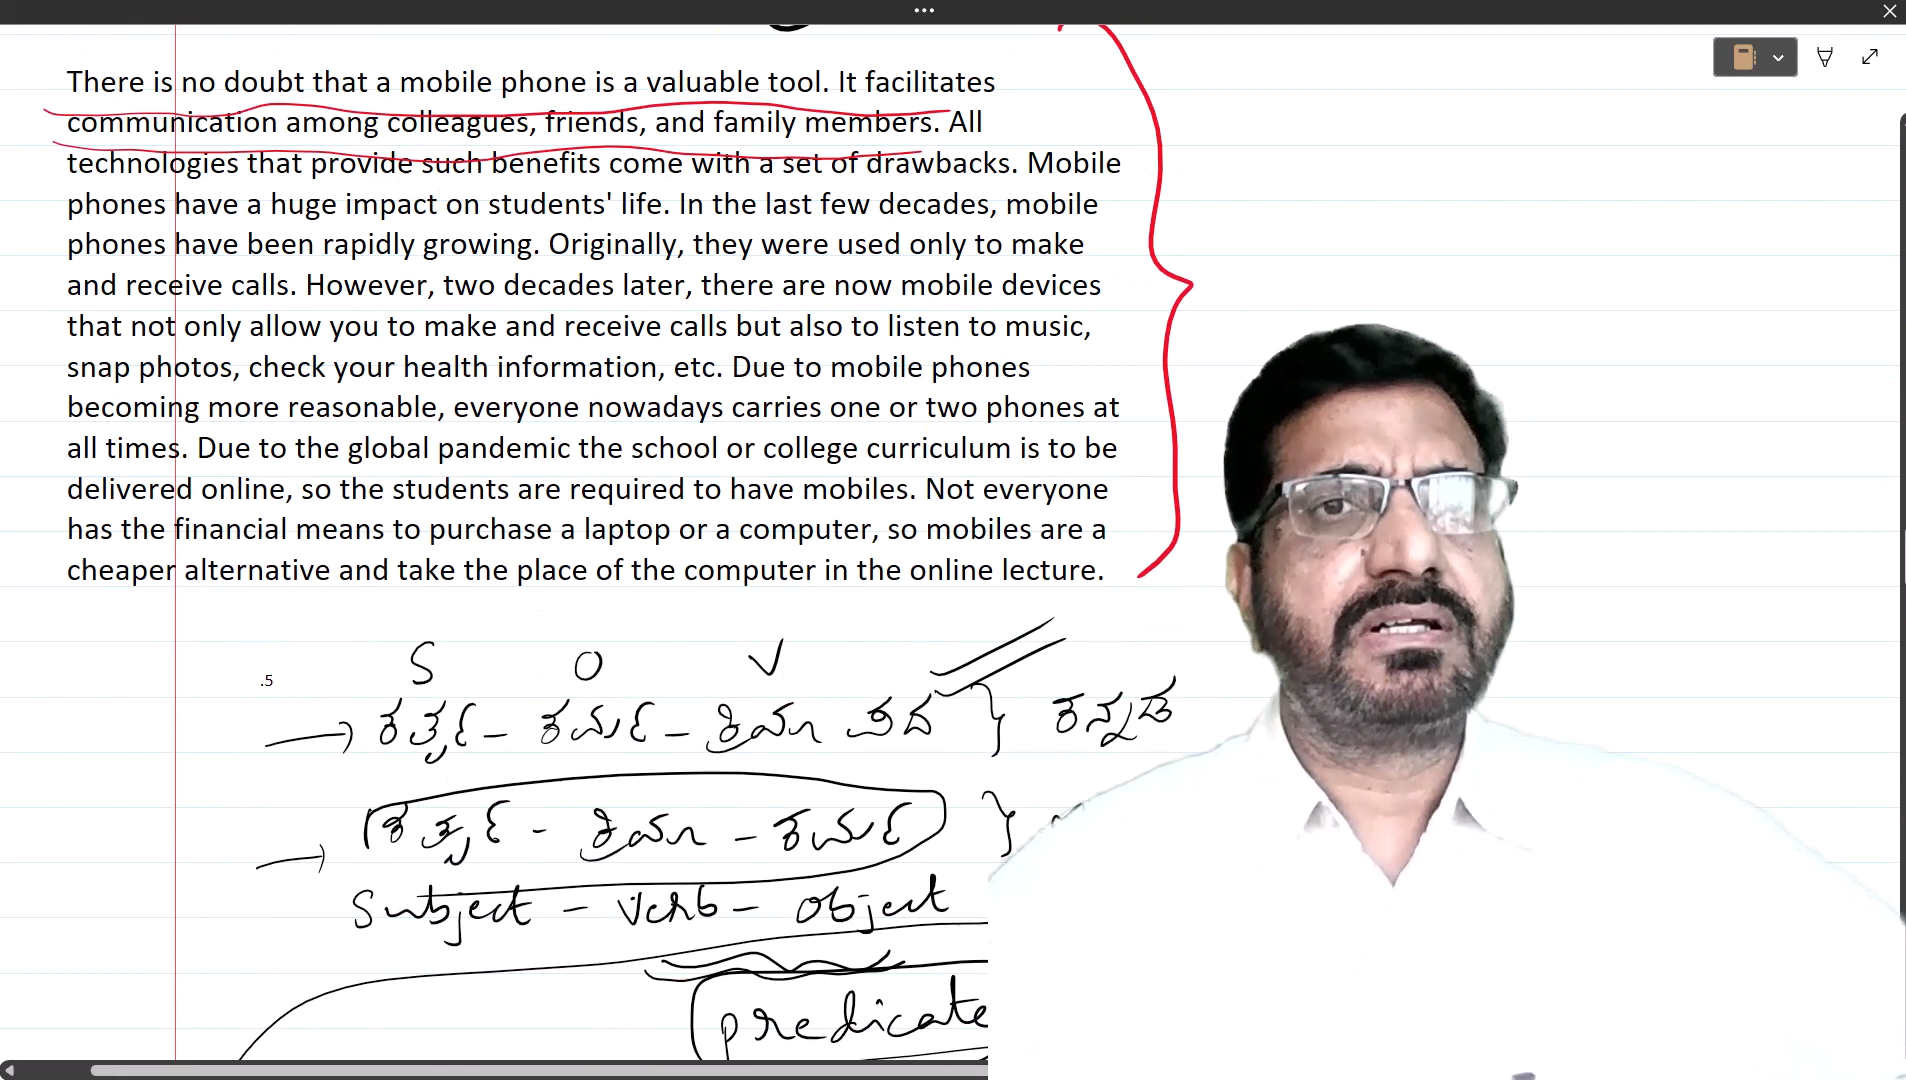 There is no doubt that a mobile phone is a valuable tool. It facilitates
communication among colleagues, friends, and family members. All
technologies that provide such benefits come with a set of drawbacks. Mobile
phones have a huge impact on students' life. In the last few decades, mobile
phones have been rapidly growing. Originally, they were used only to make
and receive calls. However, two decades later, there are now mobile devices
that not only allow you to make and receive calls but also to listen to music,
snap photos, check your health information, etc. Due to mobile phones
becoming more reasonable, everyone nowadays carries one or two phones at
all times. Due to the global pandemic the school or college curriculum is to be
delivered online, so the students are required to have mobiles. Not everyone
has the financial means to purchase a laptop or a computer, so mobiles are a
cheaper alternative and take the place of the computer in the online lecture.
S O V
.5
ಕರ್ತೃ - ಕರ್ಮ - ಕ್ರಿಯಾ ಪದ } ಕನ್ನಡ
ಕರ್ತೃ - ಕ್ರಿಯಾ - ಕರ್ಮ }
Subject - Verb - Object
predicate